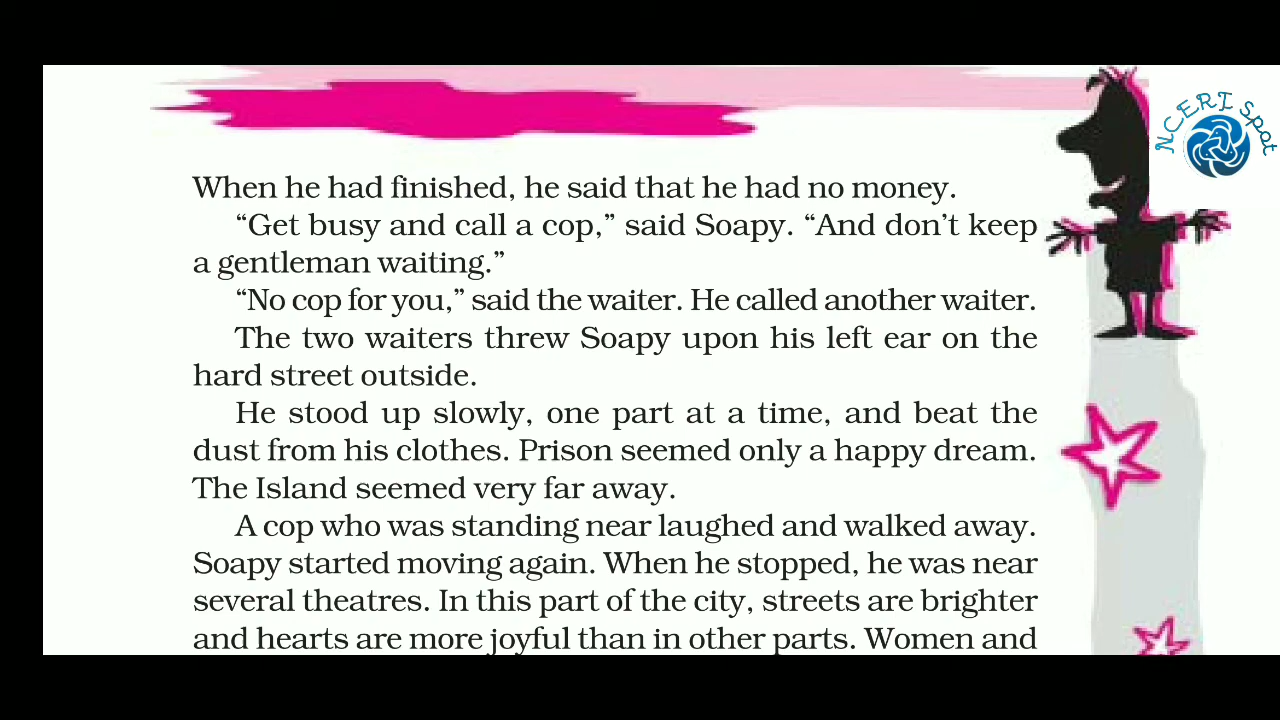 NCERT Spot
When he had finished, he said that he had no money.
“Get busy and call a cop,” said Soapy. “And don’t keep
a gentleman waiting.”
“No cop for you,” said the waiter. He called another waiter.
The two waiters threw Soapy upon his left ear on the
hard street outside.
He stood up slowly, one part at a time, and beat the
dust from his clothes. Prison seemed only a happy dream.
The Island seemed very far away.
A cop who was standing near laughed and walked away.
Soapy started moving again. When he stopped, he was near
several theatres. In this part of the city, streets are brighter
and hearts are more joyful than in other parts. Women and